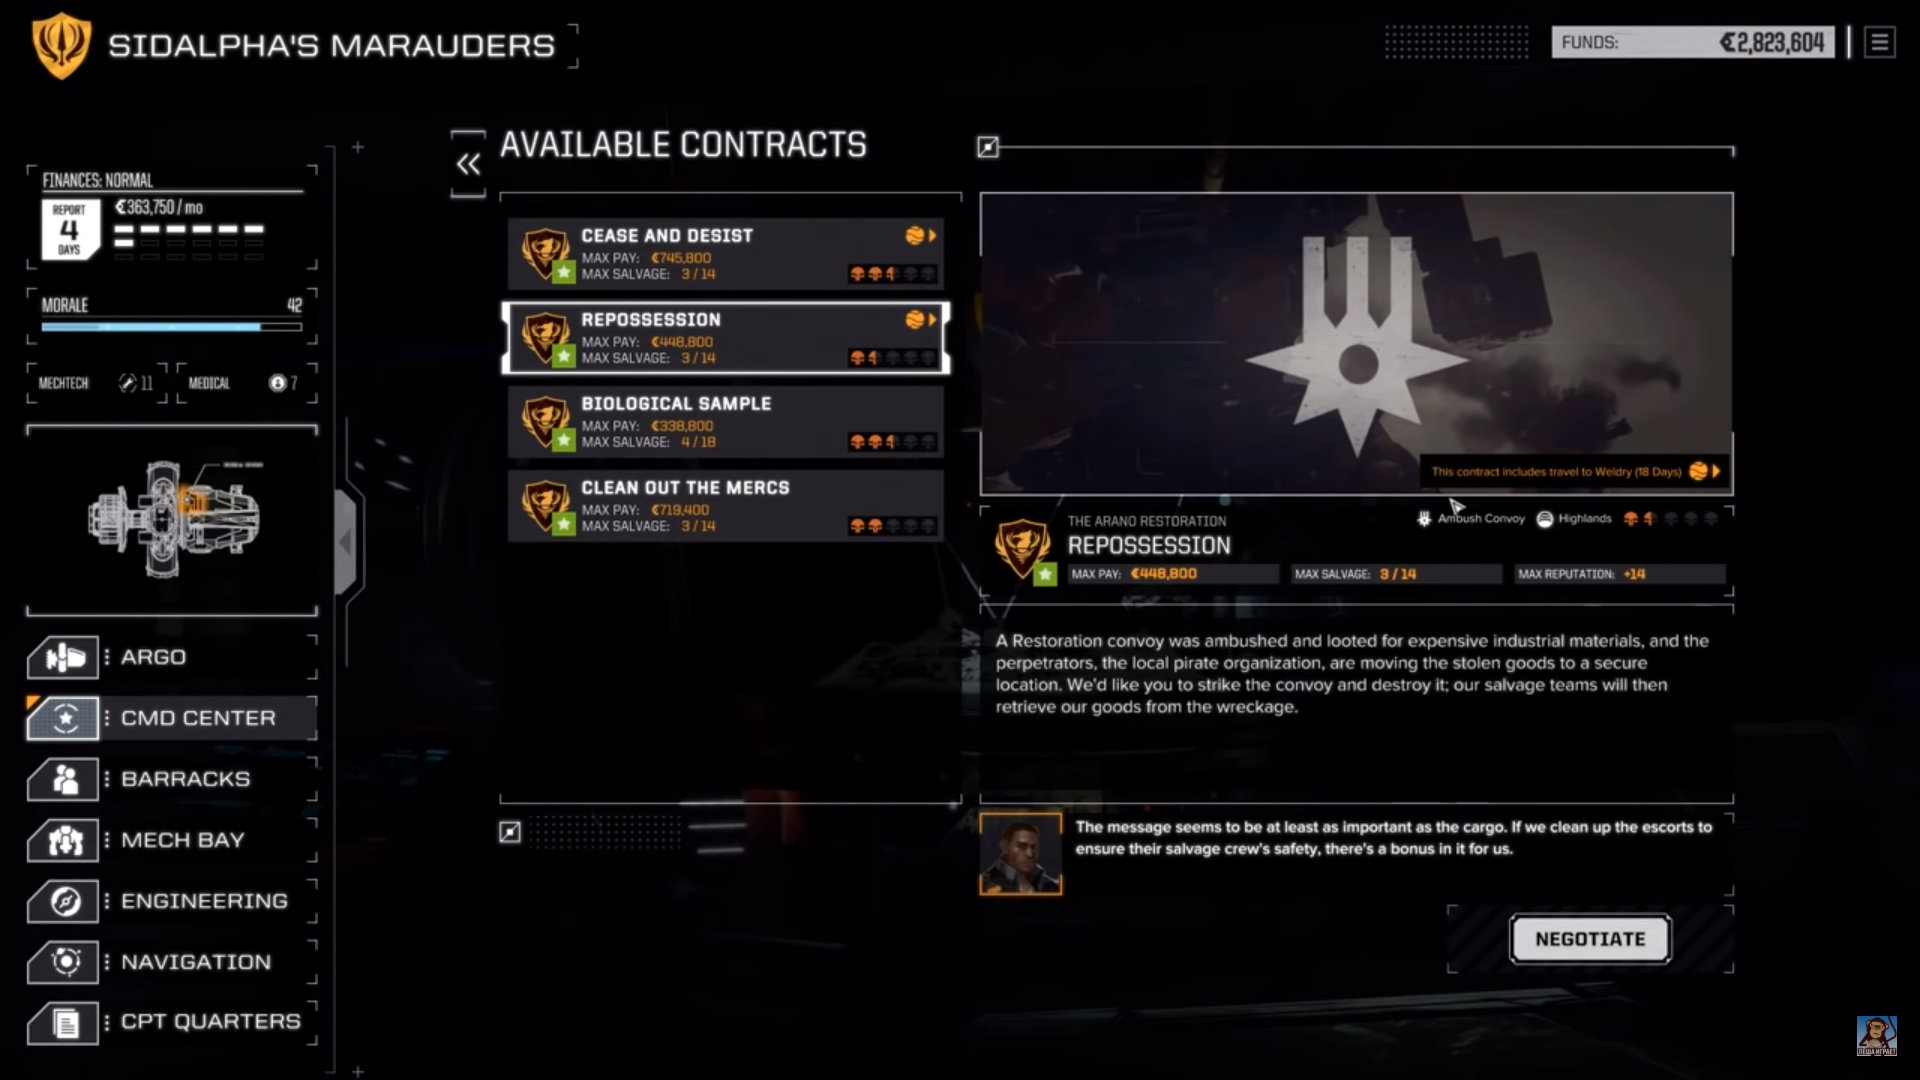 SIDALPHA'S MARAUDERS
FUNDS: €2,823,604
FINANCES: NORMAL
REPORT
4
DAYS
€363,750 / mo
MORALE 42
MECHTECH 11
MEDICAL 7
ARGO
CMD CENTER
BARRACKS
MECH BAY
ENGINEERING
NAVIGATION
CPT QUARTERS
AVAILABLE CONTRACTS
CEASE AND DESIST
MAX PAY: €745,800
MAX SALVAGE: 3 / 14
REPOSSESSION
MAX PAY: €448,800
MAX SALVAGE: 3 / 14
BIOLOGICAL SAMPLE
MAX PAY: €338,800
MAX SALVAGE: 4 / 18
CLEAN OUT THE MERCS
MAX PAY: €719,400
MAX SALVAGE: 3 / 14
This contract includes travel to Weldry (18 Days)
THE ARANO RESTORATION
Ambush Convoy
Highlands
REPOSSESSION
MAX PAY: €448,800
MAX SALVAGE: 3 / 14
MAX REPUTATION: +14
A Restoration convoy was ambushed and looted for expensive industrial materials, and the
perpetrators, the local pirate organization, are moving the stolen goods to a secure
location. We'd like you to strike the convoy and destroy it; our salvage teams will then
retrieve our goods from the wreckage.
The message seems to be at least as important as the cargo. If we clean up the escorts to
ensure their salvage crew's safety, there's a bonus in it for us.
NEGOTIATE
ЛЁША ИГРАЕТ